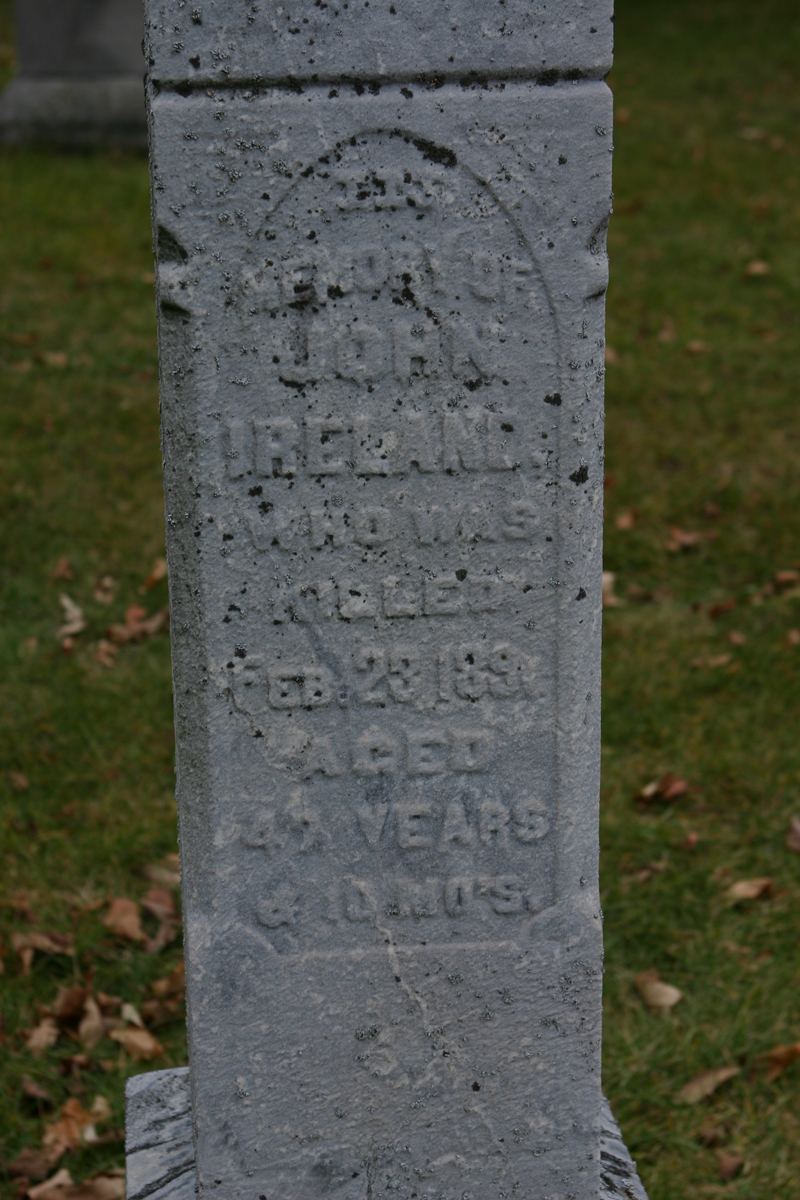 IN
MEMORY OF
JOHN
IRELAND,
WHO WAS
KILLED
FEB. 23 1891
AGED
47 YEARS
& 10 MO'S.